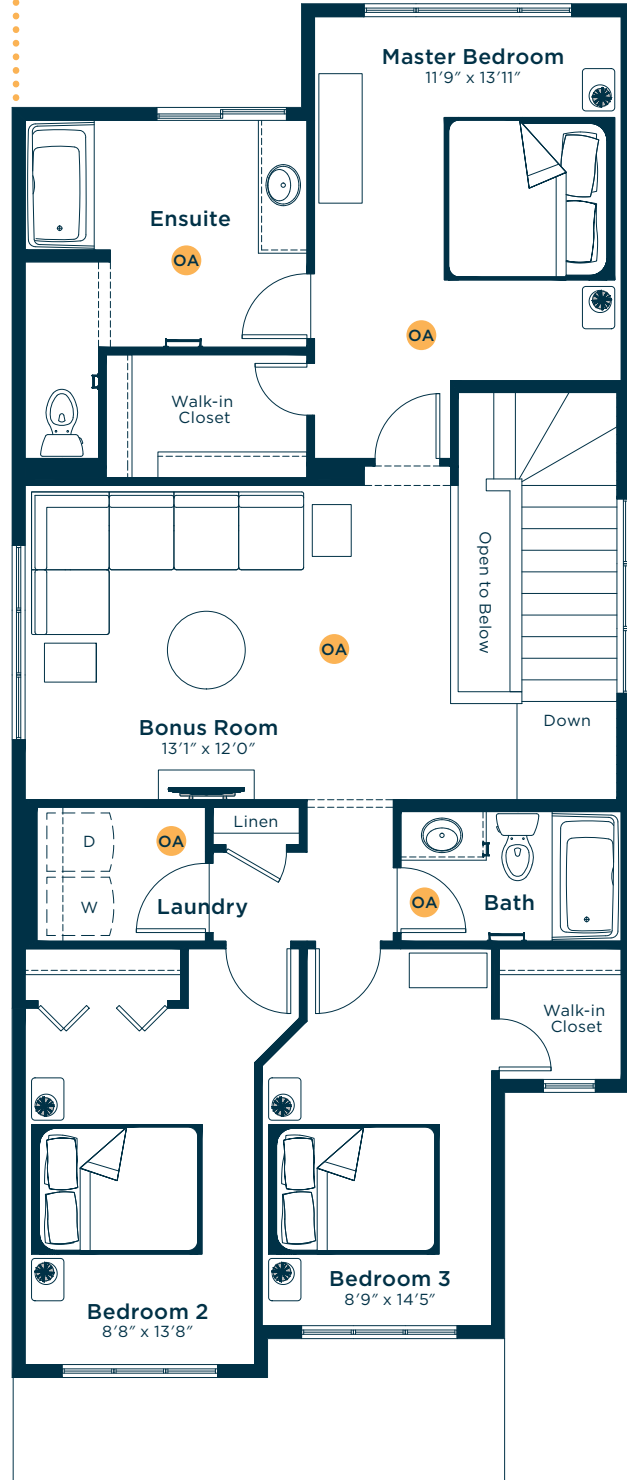 Master Bedroom
11'9" x 13'11"
Ensuite
OA
OA
Walk-in
Closet
Open to Below
OA
Bonus Room
13'1" x 12'0"
Down
Linen
D
OA
W
Laundry
OA
Bath
Walk-in
Closet
Bedroom 3
8'9" x 14'5"
Bedroom 2
8'8" x 13'8"